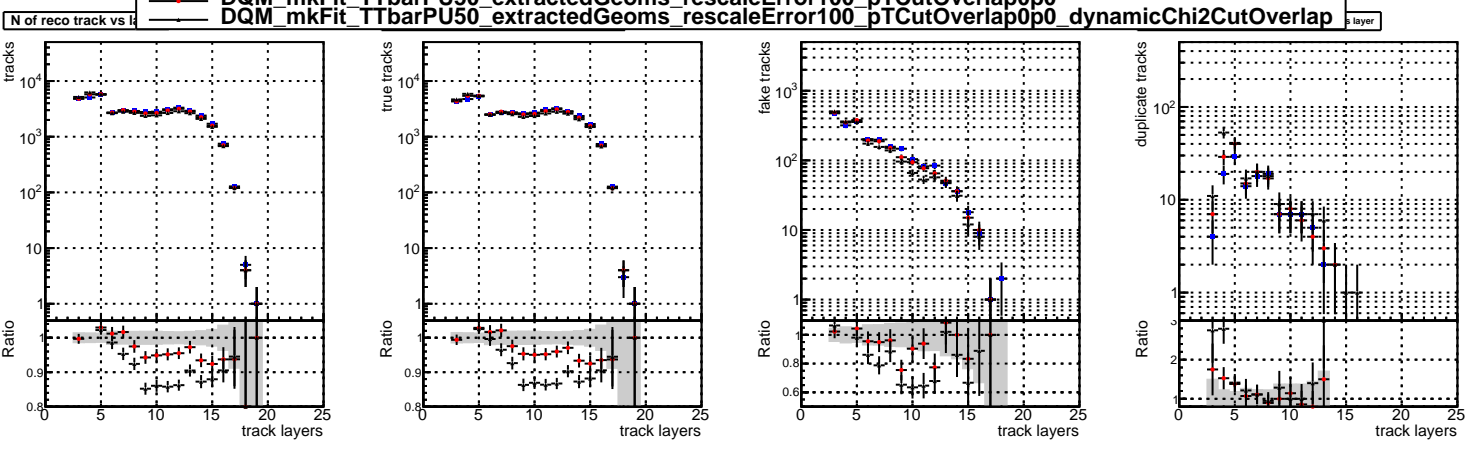 DQM_mkFit_TTbarPU50_extractedGeoms_rescaleError100_pTCutOverlap0p0
DQM_mkFit_TTbarPU50_extractedGeoms_rescaleError100_pTCutOverlap0p0_dynamicChi2CutOverlap
N of reco track vs la
s layer
tracks
10⁴
10³
10²
10
1
Ratio
1
0.9
0.8
0 5 10 15 20 25
track layers
true tracks
10⁴
10³
10²
10
1
Ratio
1
0.9
0.8
0 5 10 15 20 25
track layers
fake tracks
10³
10²
10
1
Ratio
1
0.8
0.6
0 5 10 15 20 25
track layers
duplicate tracks
10²
10
1
Ratio
3
2
1
0 5 10 15 20 25
track layers